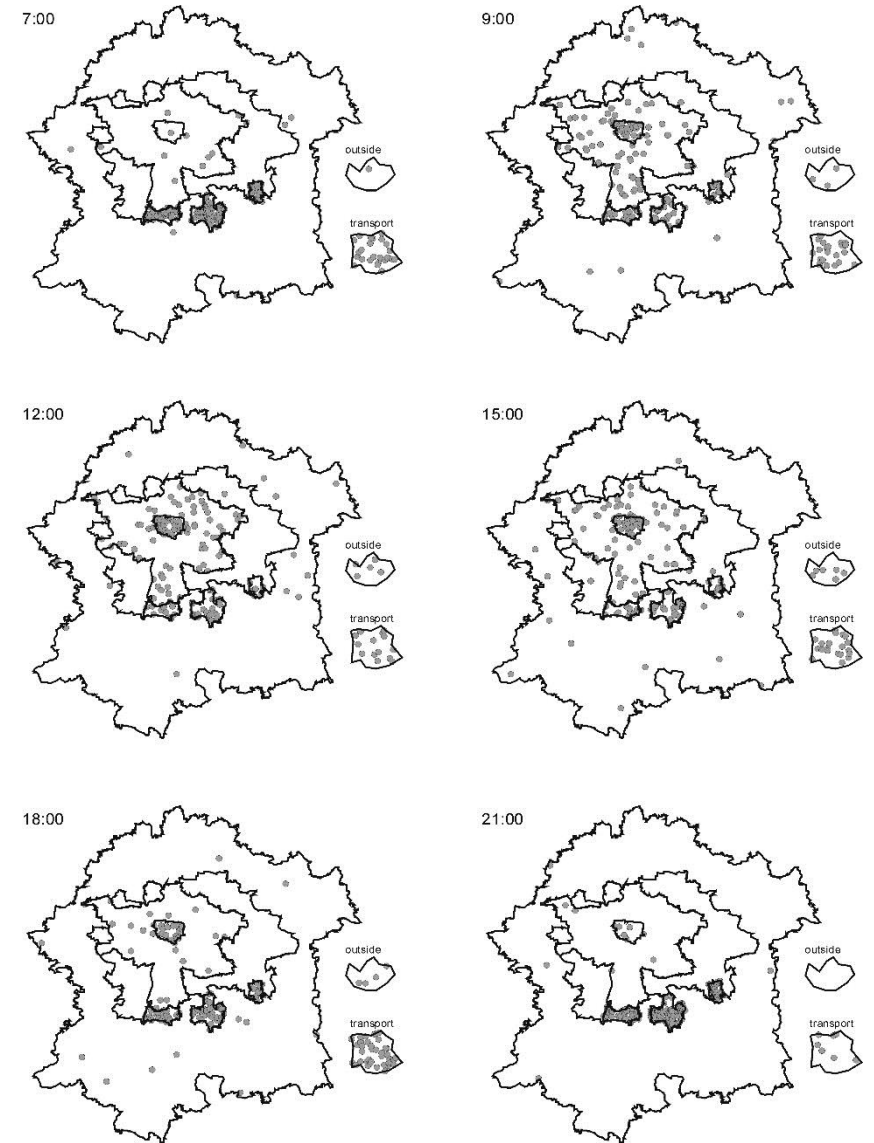 7:00
outside
transport
9:00
outside
transport
12:00
outside
transport
15:00
outside
transport
18:00
outside
transport
21:00
outside
transport